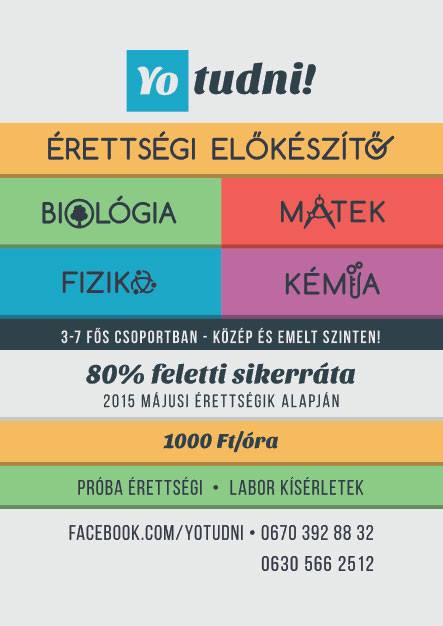 Yo tudni!
ÉRETTSÉGI ELŐKÉSZÍTŐ
BIOLÓGIA MATEK
FIZIKA KÉMIA
3-7 FŐS CSOPORTBAN - KÖZÉP ÉS EMELT SZINTEN!
80% feletti sikerráta
2015 MÁJUSI ÉRETTSÉGIK ALAPJÁN
1000 Ft/óra
PRÓBA ÉRETTSÉGI • LABOR KÍSÉRLETEK
FACEBOOK.COM/YOTUDNI • 0670 392 88 32
0630 566 2512